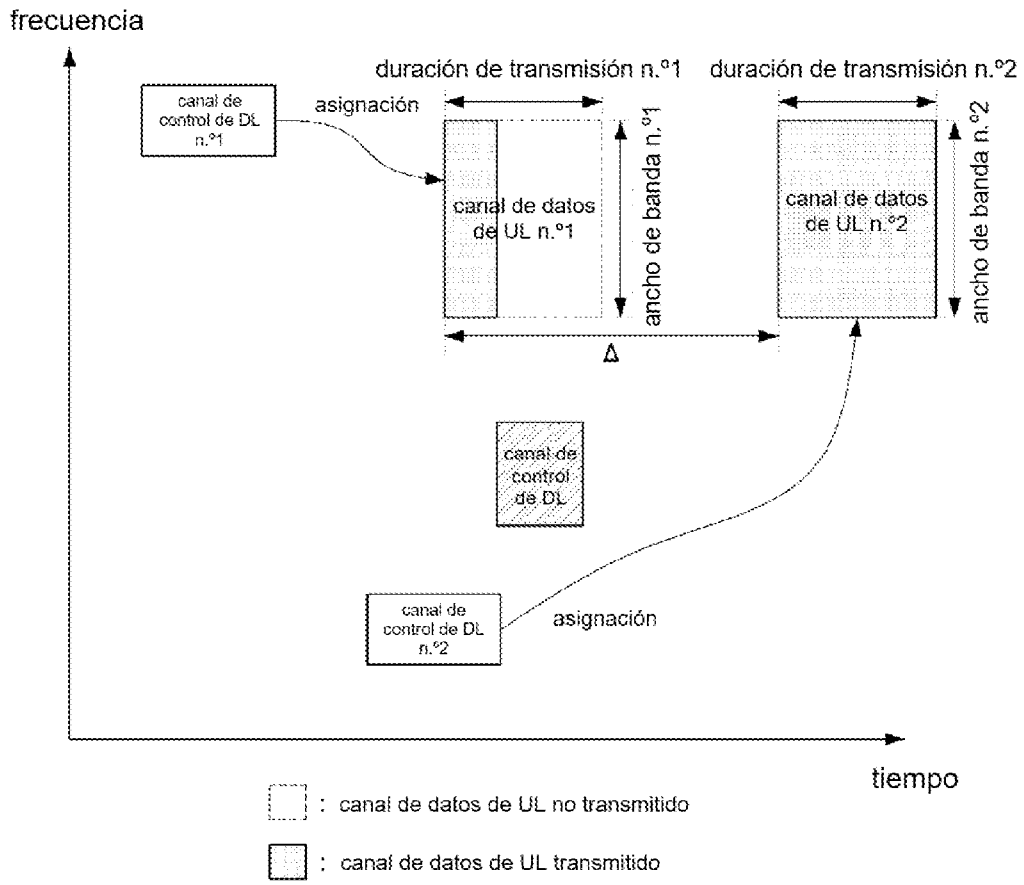 frecuencia
duración de transmisión n.º1
duración de transmisión n.º2
canal de
control de DL
n.º1
asignación
canal de datos
de UL n.º1
ancho de banda n.º1
canal de datos
de UL n.º2
ancho de banda n.º2
Δ
canal de
control
de DL
canal de
control de DL
n.º2
asignación
tiempo
: canal de datos de UL no transmitido
: canal de datos de UL transmitido